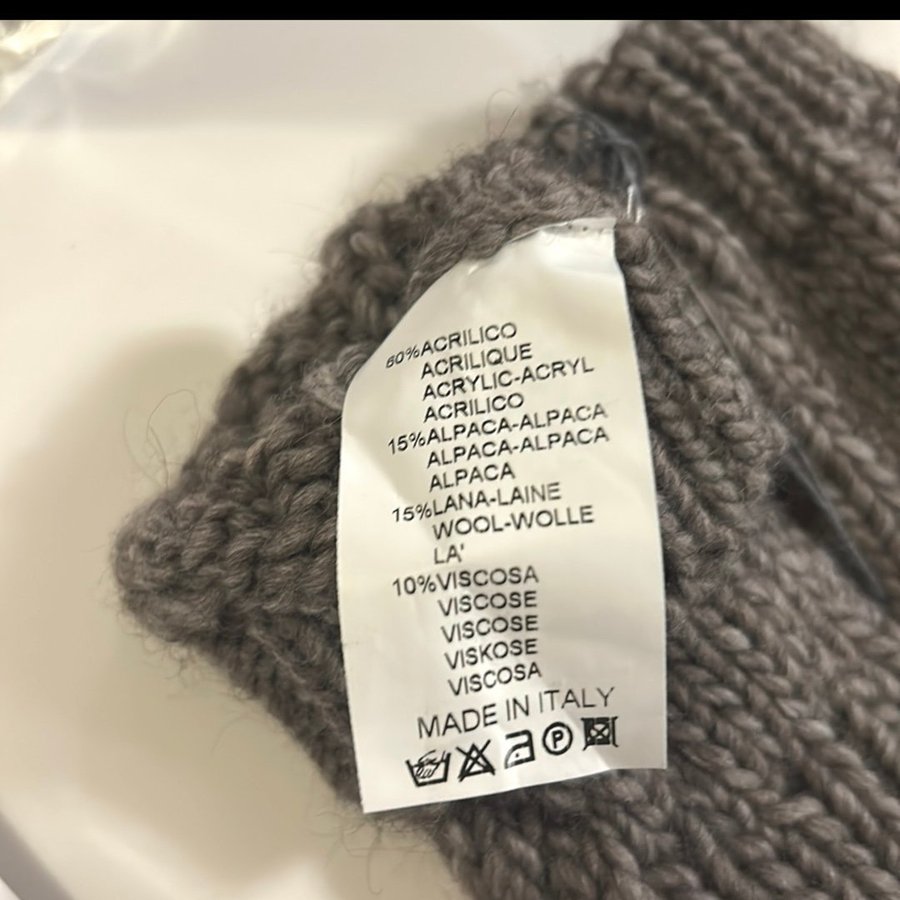 60%ACRILICO
ACRILIQUE
ACRYLIC-ACRYL
ACRILICO
15%ALPACA-ALPACA
ALPACA-ALPACA
ALPACA
15%LANA-LAINE
WOOL-WOLLE
LA'
10%VISCOSA
VISCOSE
VISCOSE
VISKOSE
VISCOSA
MADE IN ITALY
P